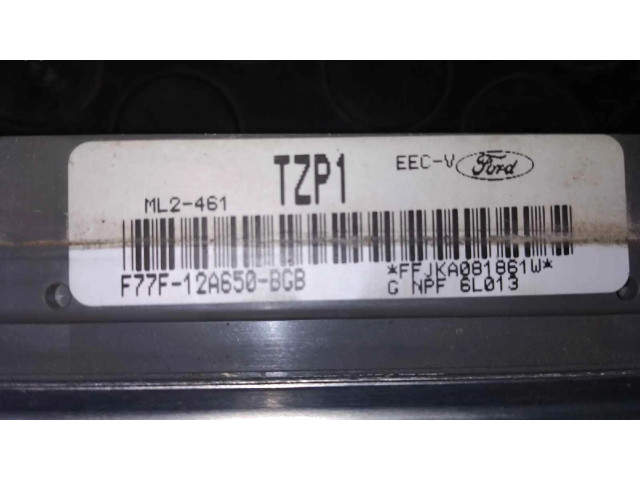 TZP1
EEC-V Ford
ML2-461
F77F-12A650-BGB
*FFJKA081861W*
C NPF 6L013